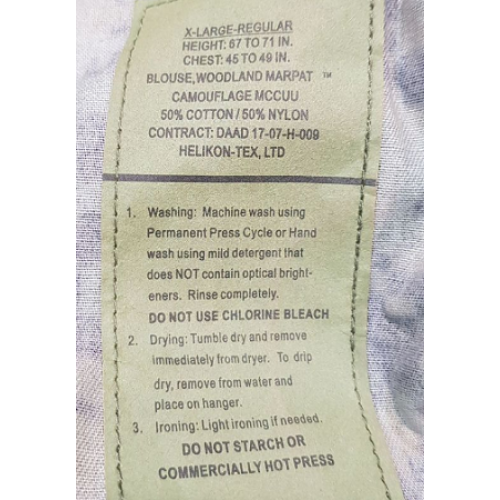 X-LARGE-REGULAR
HEIGHT: 67 TO 71 IN.
CHEST: 45 TO 49 IN.
BLOUSE, WOODLAND MARPAT ™
CAMOUFLAGE MCCUU
50% COTTON / 50% NYLON
CONTRACT: DAAD 17-07-H-009
HELIKON-TEX, LTD
1. Washing: Machine wash using
Permanent Press Cycle or Hand
wash using mild detergent that
does NOT contain optical bright-
eners. Rinse completely.
DO NOT USE CHLORINE BLEACH
2. Drying: Tumble dry and remove
immediately from dryer. To drip
dry, remove from water and
place on hanger.
3. Ironing: Light ironing if needed.
DO NOT STARCH OR
COMMERCIALLY HOT PRESS